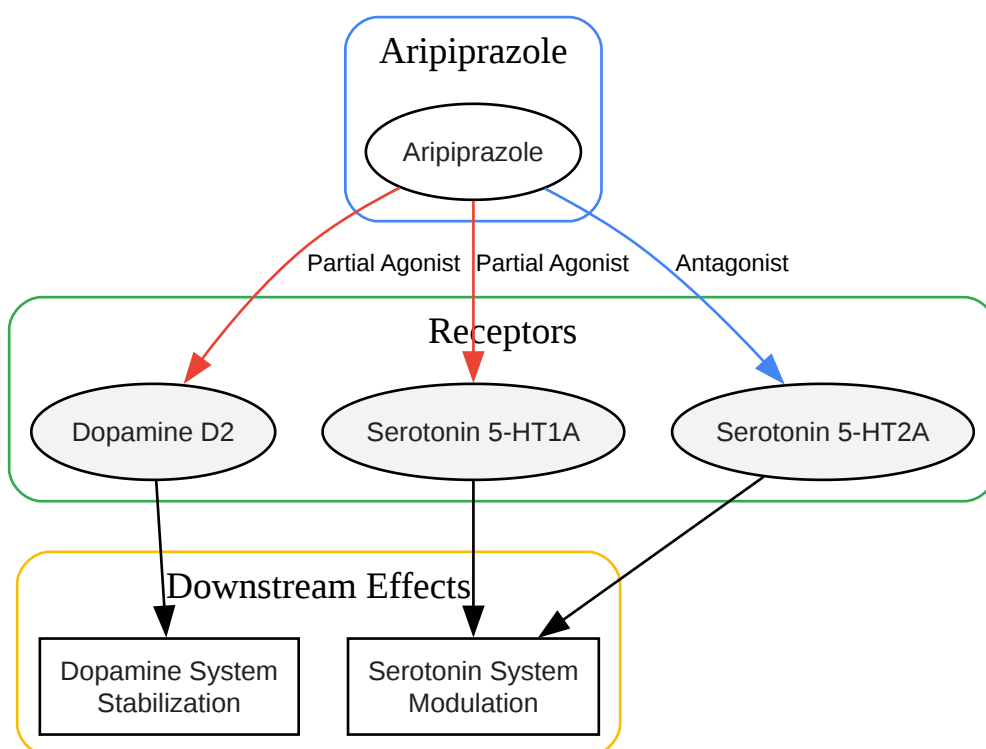 Aripiprazole
Aripiprazole
Partial Agonist
Partial Agonist
Antagonist
Receptors
Dopamine D2
Serotonin 5-HT1A
Serotonin 5-HT2A
Downstream Effects
Dopamine System
Stabilization
Serotonin System
Modulation